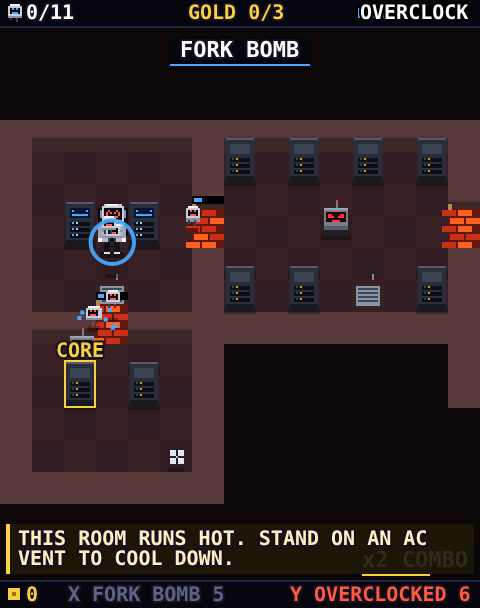 0/11 GOLD 0/3 OVERCLOCK
FORK BOMB
CORE
THIS ROOM RUNS HOT. STAND ON AN AC
VENT TO COOL DOWN.
x2 COMBO
0 X FORK BOMB 5 Y OVERCLOCKED 6